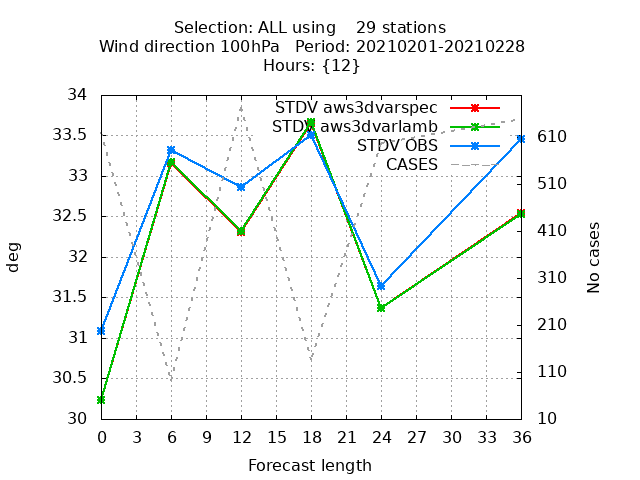 Selection: ALL using    29 stations
Wind direction 100hPa   Period: 20210201-20210228
Hours: {12}
STDV aws3dvarspec
STDV aws3dvarlamb
STDV OBS
CASES
34
33.5
33
32.5
32
31.5
31
30.5
30
deg
610
510
410
310
210
110
10
No cases
0 3 6 9 12 15 18 21 24 27 30 33 36
Forecast length